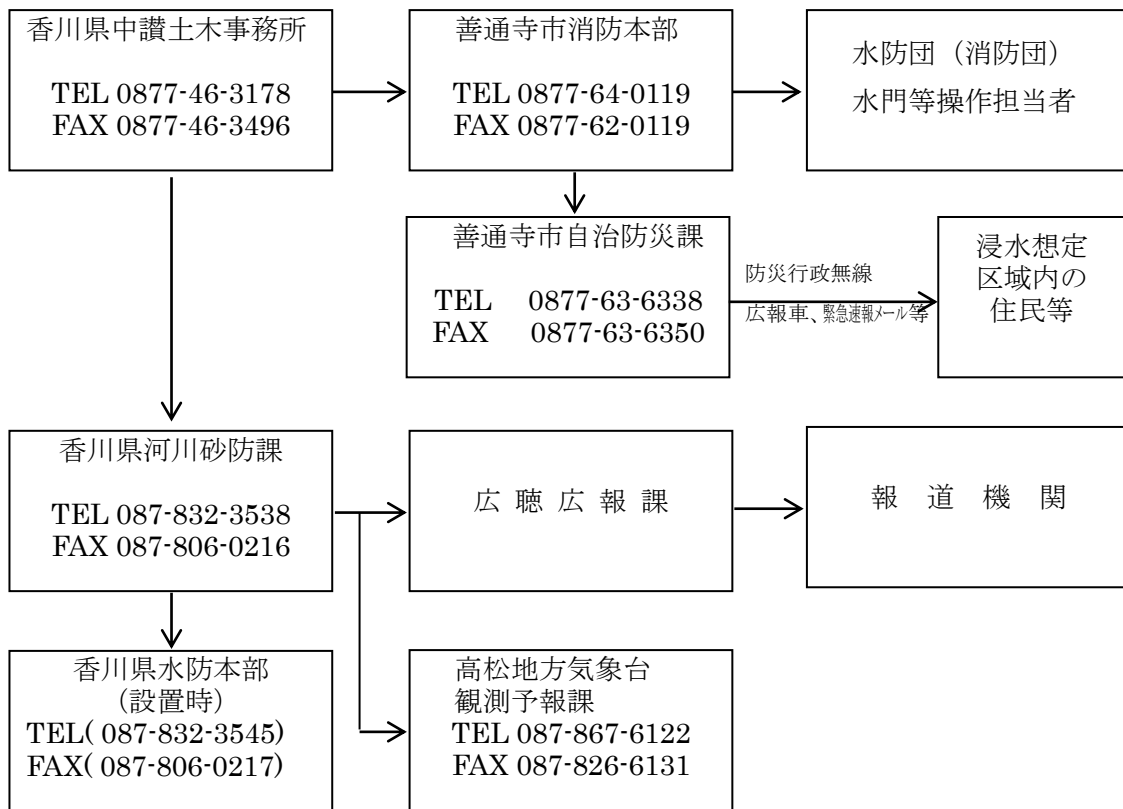 香川県中讃土木事務所
TEL 0877-46-3178
FAX 0877-46-3496
善通寺市消防本部
TEL 0877-64-0119
FAX 0877-62-0119
水防団（消防団）
水門等操作担当者
善通寺市自治防災課
TEL 0877-63-6338
FAX 0877-63-6350
防災行政無線
広報車、緊急速報メール等
浸水想定
区域内の
住民等
香川県河川砂防課
TEL 087-832-3538
FAX 087-806-0216
広聴広報課
報道機関
香川県水防本部
（設置時）
TEL( 087-832-3545)
FAX( 087-806-0217)
高松地方気象台
観測予報課
TEL 087-867-6122
FAX 087-826-6131